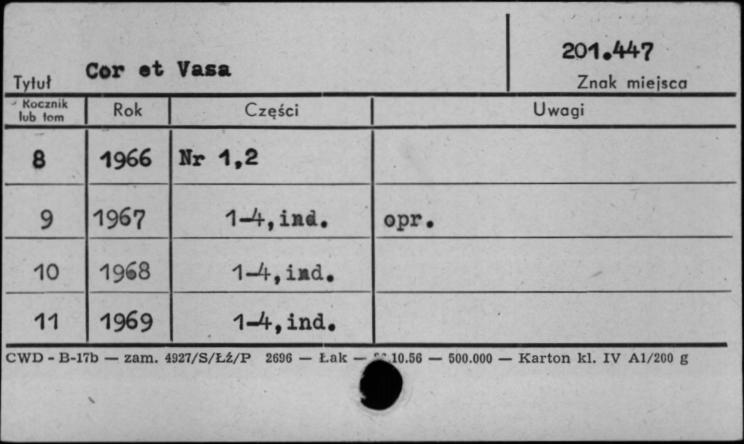 Cor et Vasa
201.447
Tytuł
Znak miejsca
Rocznik lub tom Rok Części Uwagi
8 1966 Nr 1,2
9 1967 1-4,ind. opr.
10 1968 1-4,ind.
11 1969 1-4,ind.
CWD - B-17b — zam. 4927/S/Łź/P 2696 — Łak — .10.56 — 500.000 — Karton kl. IV A1/200 g